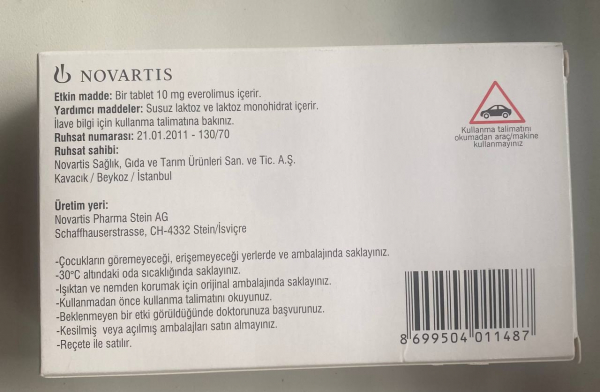 NOVARTIS
Etkin madde: Bir tablet 10 mg everolimus içerir.
Yardımcı maddeler: Susuz laktoz ve laktoz monohidrat içerir.
İlave bilgi için kullanma talimatına bakınız.
Ruhsat numarası: 21.01.2011 - 130/70
Ruhsat sahibi:
Novartis Sağlık, Gıda ve Tarım Ürünleri San. ve Tic. A.Ş.
Kavacık / Beykoz / İstanbul
Kullanma talimatını
okumadan araç/makine
kullanmayınız
Üretim yeri:
Novartis Pharma Stein AG
Schaffhauserstrasse, CH-4332 Stein/İsviçre
-Çocukların göremeyeceği, erişemeyeceği yerlerde ve ambalajında saklayınız.
-30°C altındaki oda sıcaklığında saklayınız.
-Işıktan ve nemden korumak için orijinal ambalajında saklayınız.
-Kullanmadan önce kullanma talimatını okuyunuz.
-Beklenmeyen bir etki görüldüğünde doktorunuza başvurunuz.
-Kesilmiş veya açılmış ambalajları satın almayınız.
-Reçete ile satılır.
8 699504 011487